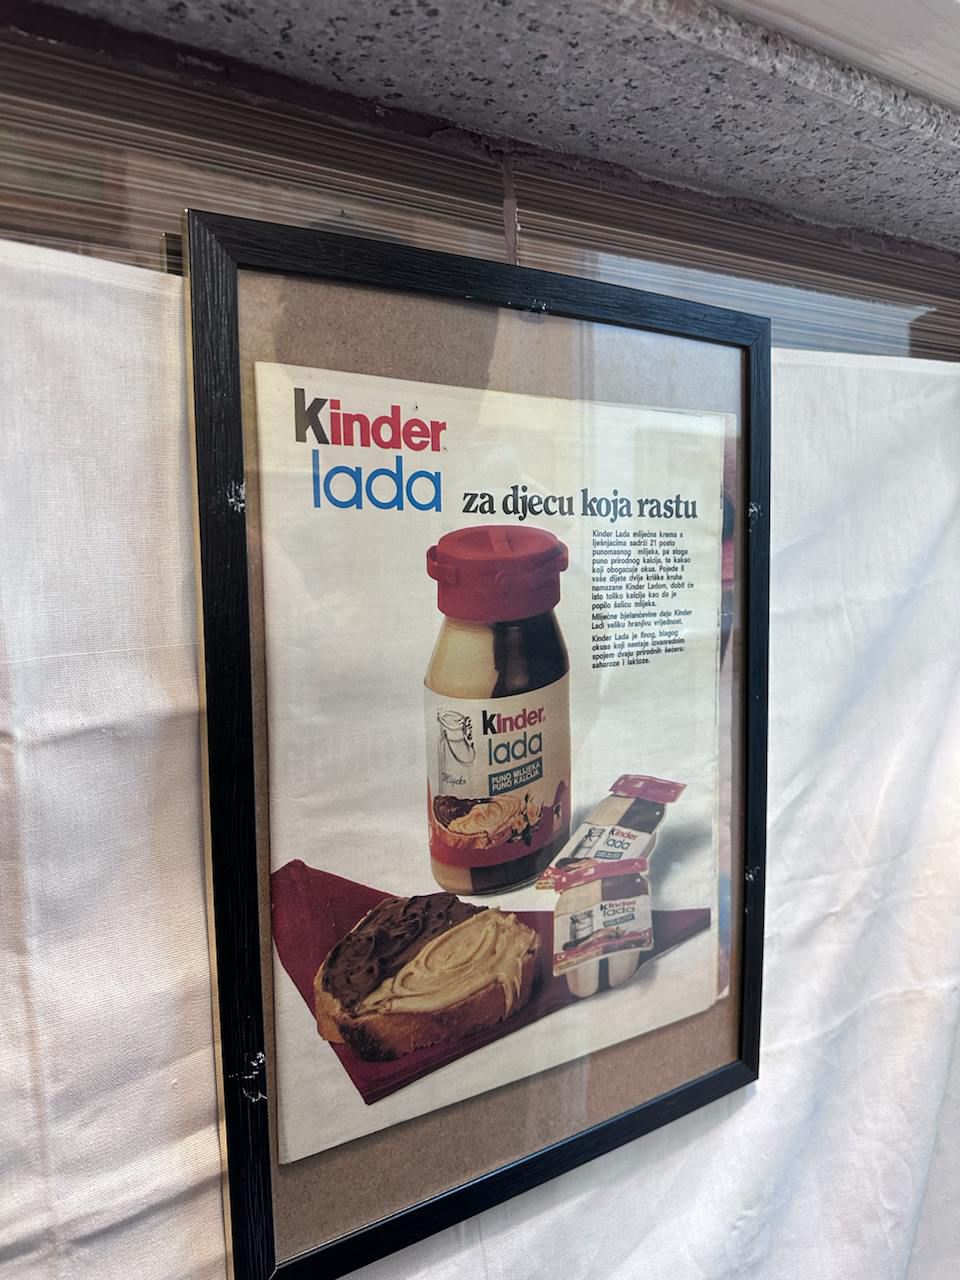 Kinder
lada
za djecu koja rastu
Kinder Lada mliječna krema s
lješnjacima sadrži 21 posto
punomasnog mlijeka, pa stoga
puno prirodnog kalcija, te kakao
koji obogaćuje okus. Pojede li
vaše dijete dvije kriške kruha
namazane Kinder Ladom, dobit će
isto toliko kalcija kao da je
popilo šalicu mlijeka.
Mliječne bjelančevine daju Kinder
Ladi veliku hranjivu vrijednost.
Kinder Lada je finog, blagog
okusa koji nastaje izvanrednim
spojem dvaju prirodnih šećera:
saharoze i laktoze.
Kinder
lada
Mlijeko
PUNO MLIJEKA
PUNO KALCIJA
Kinder
lada
Kinder
lada